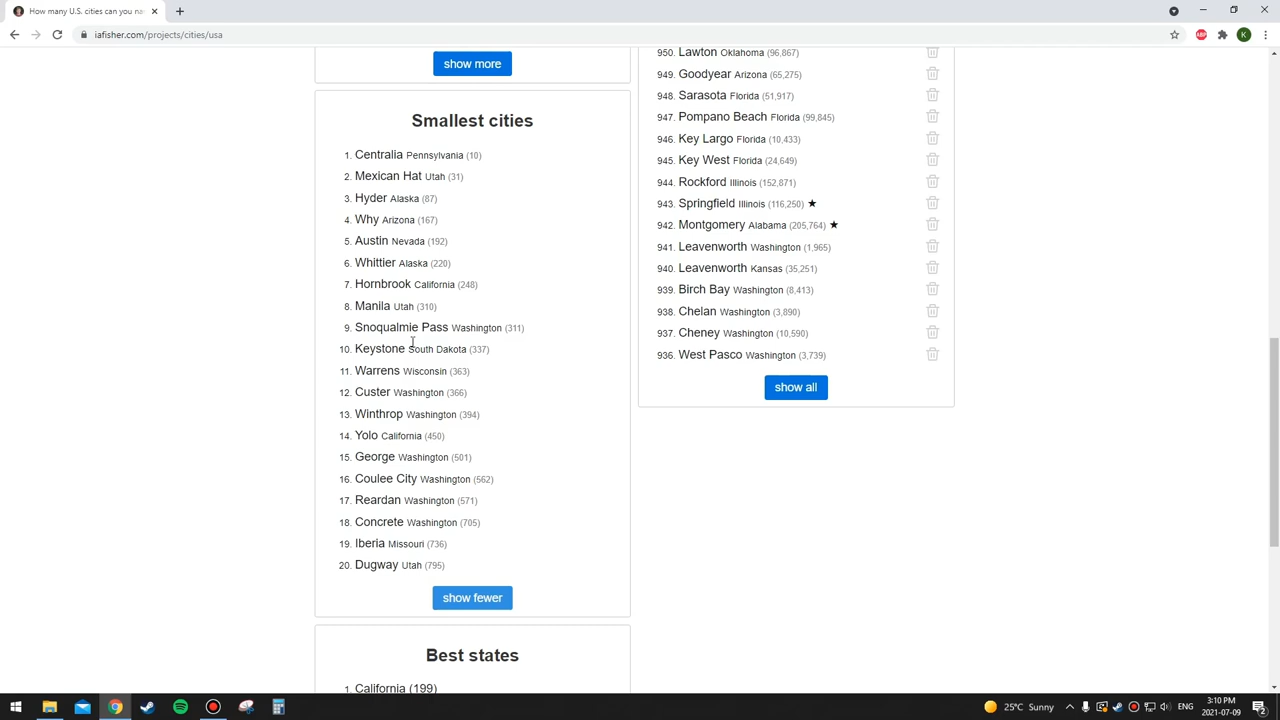 How many U.S. cities can you na
iafisher.com/projects/cities/usa
ABP
K
show more
Smallest cities
1. Centralia Pennsylvania (10)
2. Mexican Hat Utah (31)
3. Hyder Alaska (87)
4. Why Arizona (167)
5. Austin Nevada (192)
6. Whittier Alaska (220)
7. Hornbrook California (248)
8. Manila Utah (310)
9. Snoqualmie Pass Washington (311)
10. Keystone South Dakota (337)
11. Warrens Wisconsin (363)
12. Custer Washington (366)
13. Winthrop Washington (394)
14. Yolo California (450)
15. George Washington (501)
16. Coulee City Washington (562)
17. Reardan Washington (571)
18. Concrete Washington (705)
19. Iberia Missouri (736)
20. Dugway Utah (795)
show fewer
Best states
1. California (199)
950. Lawton Oklahoma (96,867)
949. Goodyear Arizona (65,275)
948. Sarasota Florida (51,917)
947. Pompano Beach Florida (99,845)
946. Key Largo Florida (10,433)
945. Key West Florida (24,649)
944. Rockford Illinois (152,871)
943. Springfield Illinois (116,250) ★
942. Montgomery Alabama (205,764) ★
941. Leavenworth Washington (1,965)
940. Leavenworth Kansas (35,251)
939. Birch Bay Washington (8,413)
938. Chelan Washington (3,890)
937. Cheney Washington (10,590)
936. West Pasco Washington (3,739)
show all
25°C Sunny
ENG
3:10 PM
2021-07-09
2